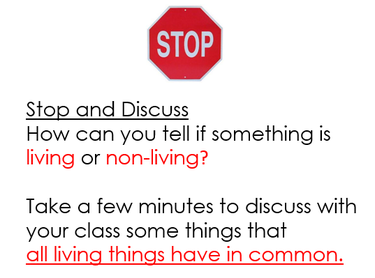 STOP
Stop and Discuss
How can you tell if something is
living or non-living?
Take a few minutes to discuss with
your class some things that
all living things have in common.